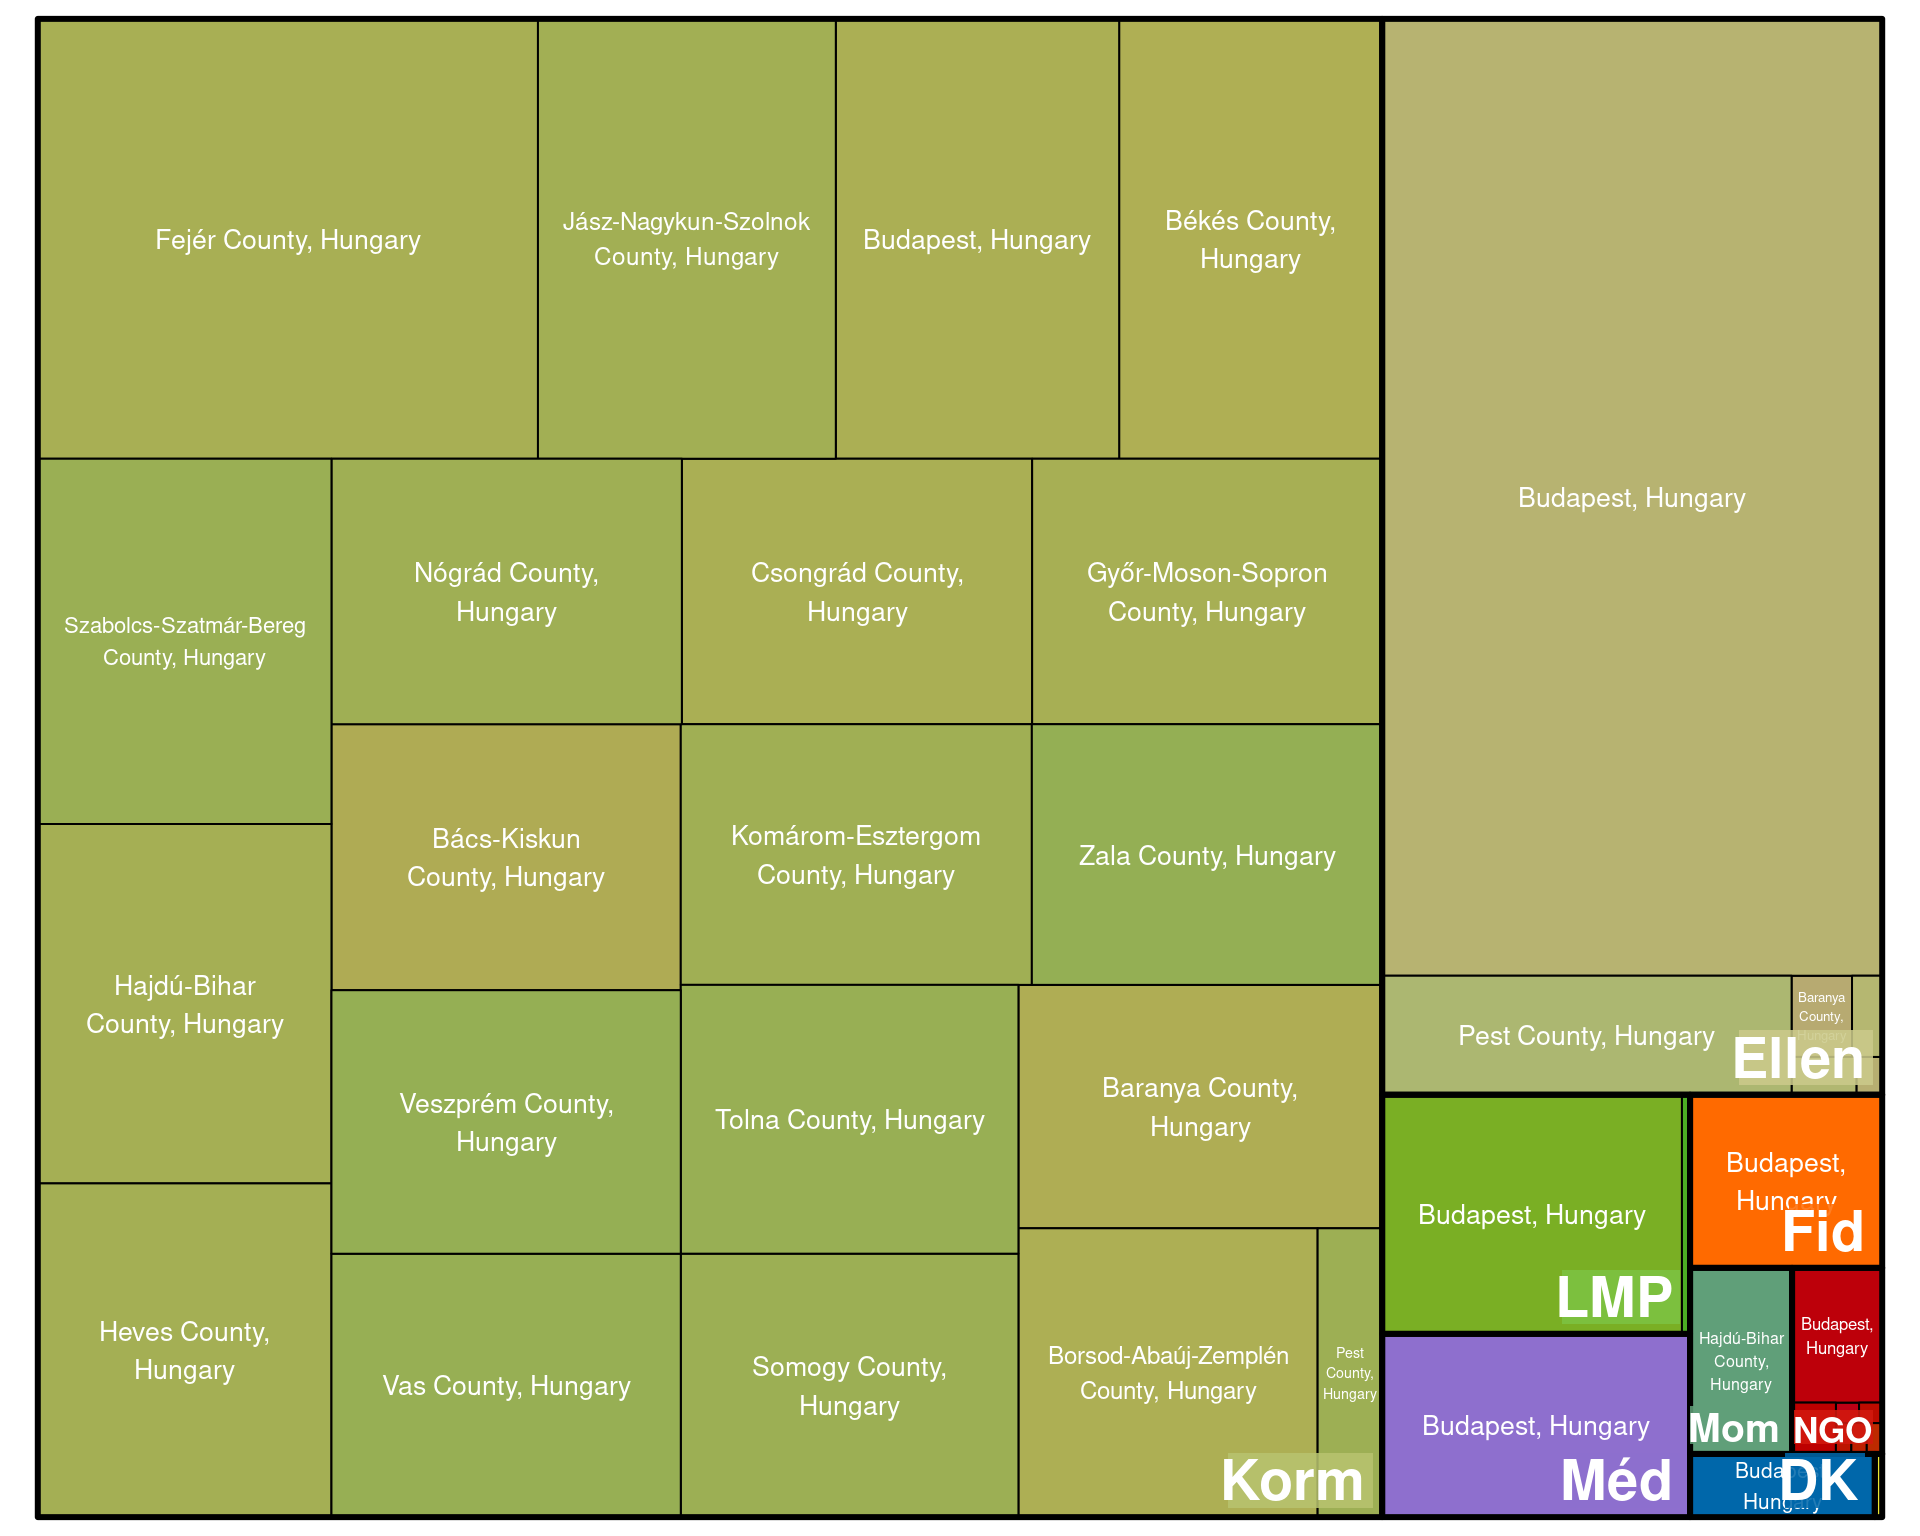 Fejér County, Hungary
Jász-Nagykun-Szolnok
County, Hungary
Budapest, Hungary
Békés County,
Hungary
Szabolcs-Szatmár-Bereg
County, Hungary
Nógrád County,
Hungary
Csongrád County,
Hungary
Győr-Moson-Sopron
County, Hungary
Hajdú-Bihar
County, Hungary
Bács-Kiskun
County, Hungary
Komárom-Esztergom
County, Hungary
Zala County, Hungary
Heves County,
Hungary
Veszprém County,
Hungary
Tolna County, Hungary
Baranya County,
Hungary
Vas County, Hungary
Somogy County,
Hungary
Borsod-Abaúj-Zemplén
County, Hungary
Pest
County,
Hungary
Korm
Budapest, Hungary
Pest County, Hungary
Baranya
County,
Hungary
Ellen
Budapest, Hungary
LMP
Budapest, Hungary
Méd
Budapest,
Hungary
Fid
Hajdú-Bihar
County,
Hungary
Mom
Budapest,
Hungary
NGO
Budapest,
Hungary
DK